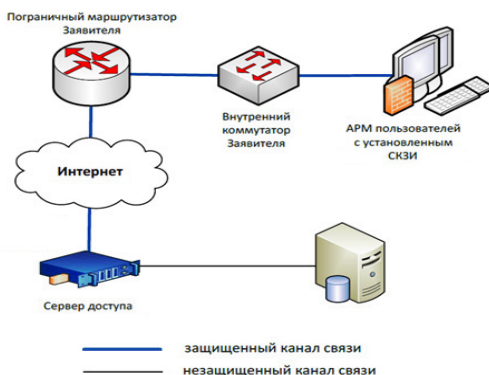 Пограничный маршрутизатор
Заявителя
Внутренний
коммутатор
Заявителя
АРМ пользователей
с установленным
СКЗИ
Интернет
Сервер доступа
защищенный канал связи
незащищенный канал связи